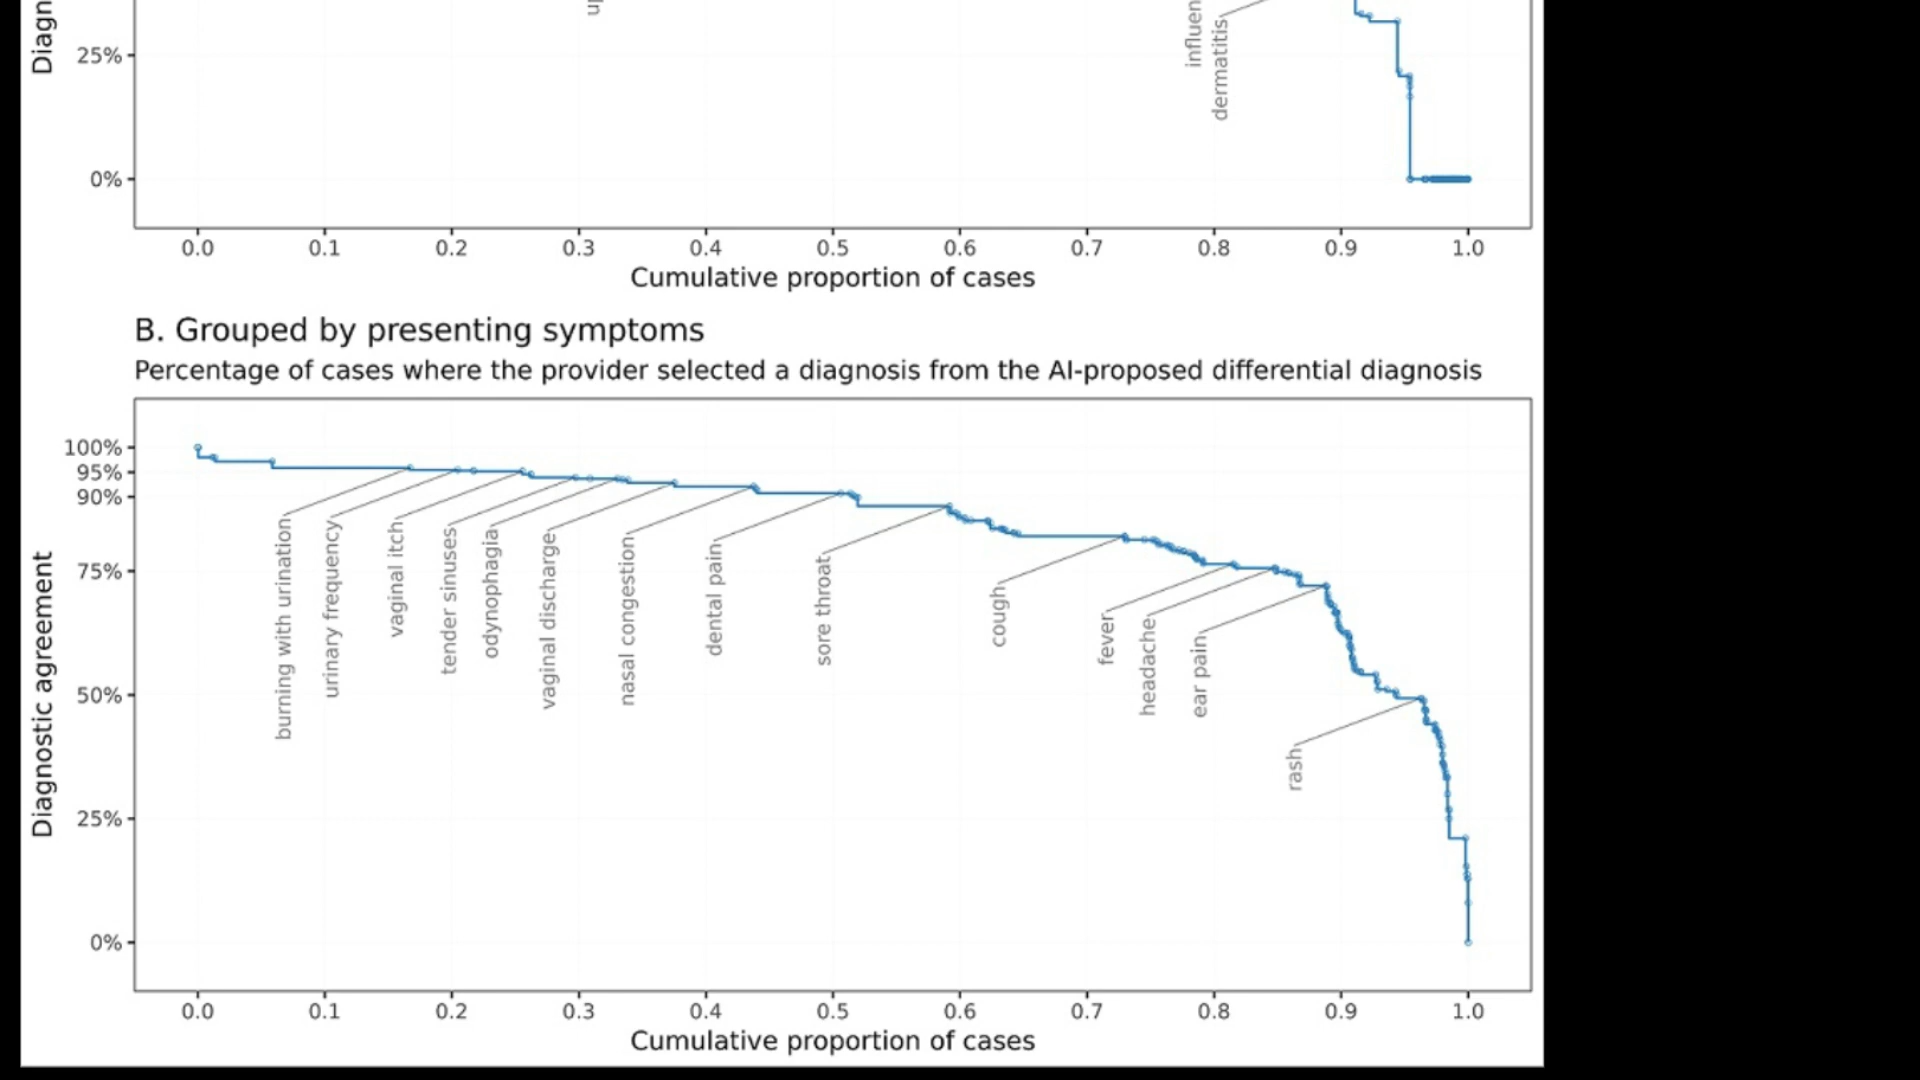 Diagn
25%
0%
influen
dermatitis
0.0 0.1 0.2 0.3 0.4 0.5 0.6 0.7 0.8 0.9 1.0
Cumulative proportion of cases
B. Grouped by presenting symptoms
Percentage of cases where the provider selected a diagnosis from the AI-proposed differential diagnosis
Diagnostic agreement
100%
95%
90%
75%
50%
25%
0%
burning with urination
urinary frequency
vaginal itch
tender sinuses
odynophagia
vaginal discharge
nasal congestion
dental pain
sore throat
cough
fever
headache
ear pain
rash
0.0 0.1 0.2 0.3 0.4 0.5 0.6 0.7 0.8 0.9 1.0
Cumulative proportion of cases